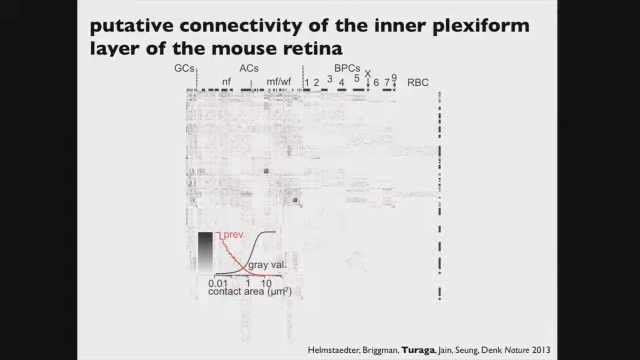 putative connectivity of the inner plexiform
layer of the mouse retina
GCs ACs BPCs
nf mf/wf 1 2 3 4 5 X 6 7 9 RBC
prev.
gray val.
0.01 1 10
contact area (µm²)
Helmstaedter, Briggman, Turaga, Jain, Seung, Denk Nature 2013